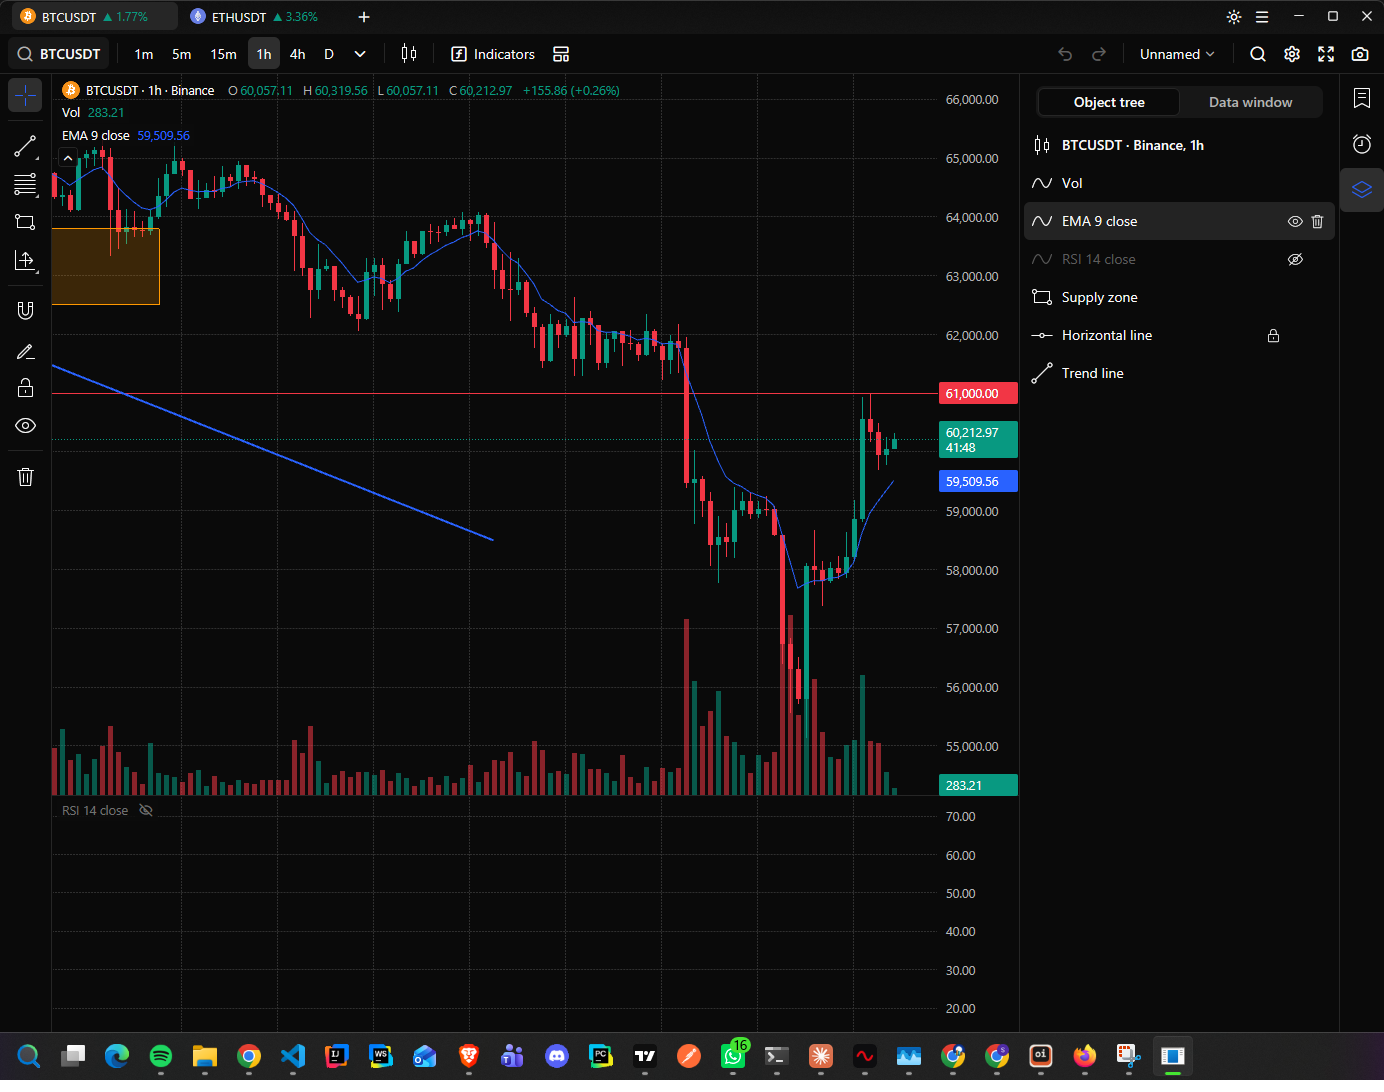 BTCUSDT ▲ 1.77%
ETHUSDT ▲ 3.36%
BTCUSDT 1m 5m 15m 1h 4h D Indicators Unnamed
BTCUSDT · 1h · Binance O 60,057.11 H 60,319.56 L 60,057.11 C 60,212.97 +155.86 (+0.26%)
Vol 283.21
EMA 9 close 59,509.56
66,000.00
65,000.00
64,000.00
63,000.00
62,000.00
61,000.00
60,212.97
41:48
59,509.56
59,000.00
58,000.00
57,000.00
56,000.00
55,000.00
283.21
RSI 14 close
70.00
60.00
50.00
40.00
30.00
20.00
Object tree Data window
BTCUSDT · Binance, 1h
Vol
EMA 9 close
RSI 14 close
Supply zone
Horizontal line
Trend line
IJ
WS
PC
16
oi